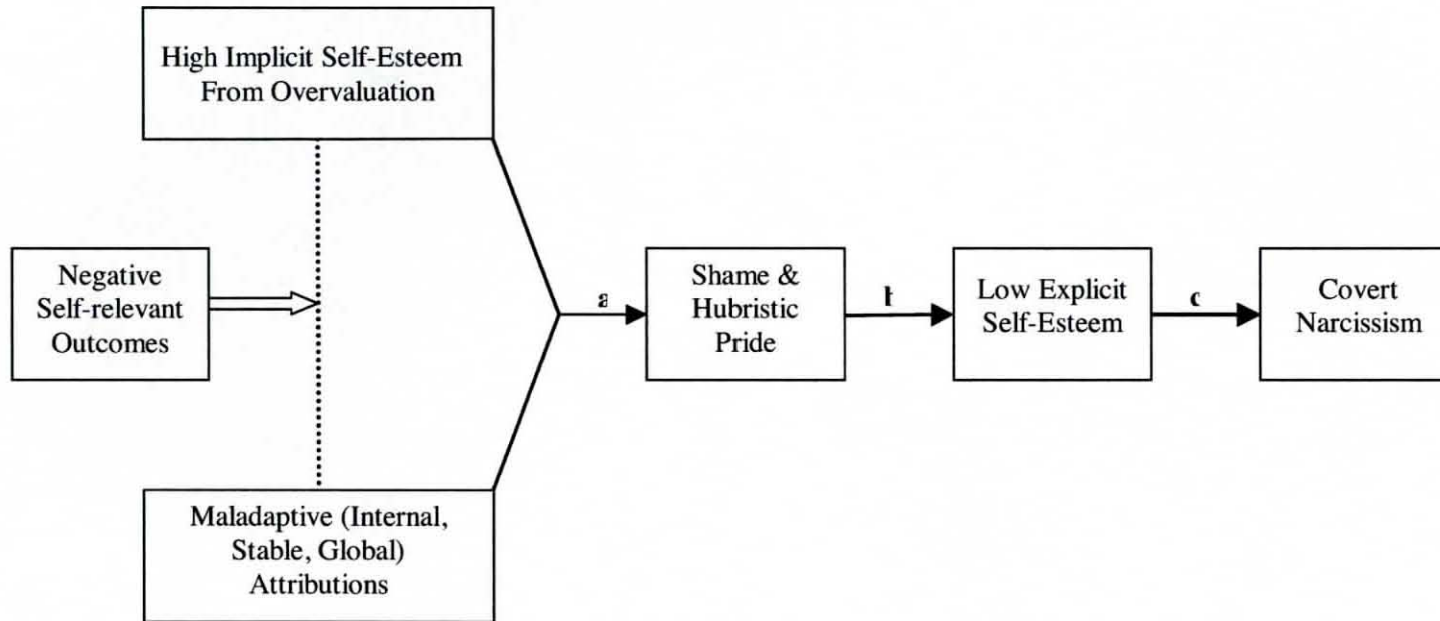 High Implicit Self-Esteem
From Overvaluation
Negative
Self-relevant
Outcomes
a
Shame &
Hubristic
Pride
Low Explicit
Self-Esteem
c
Covert
Narcissism
Maladaptive (Internal,
Stable, Global)
Attributions